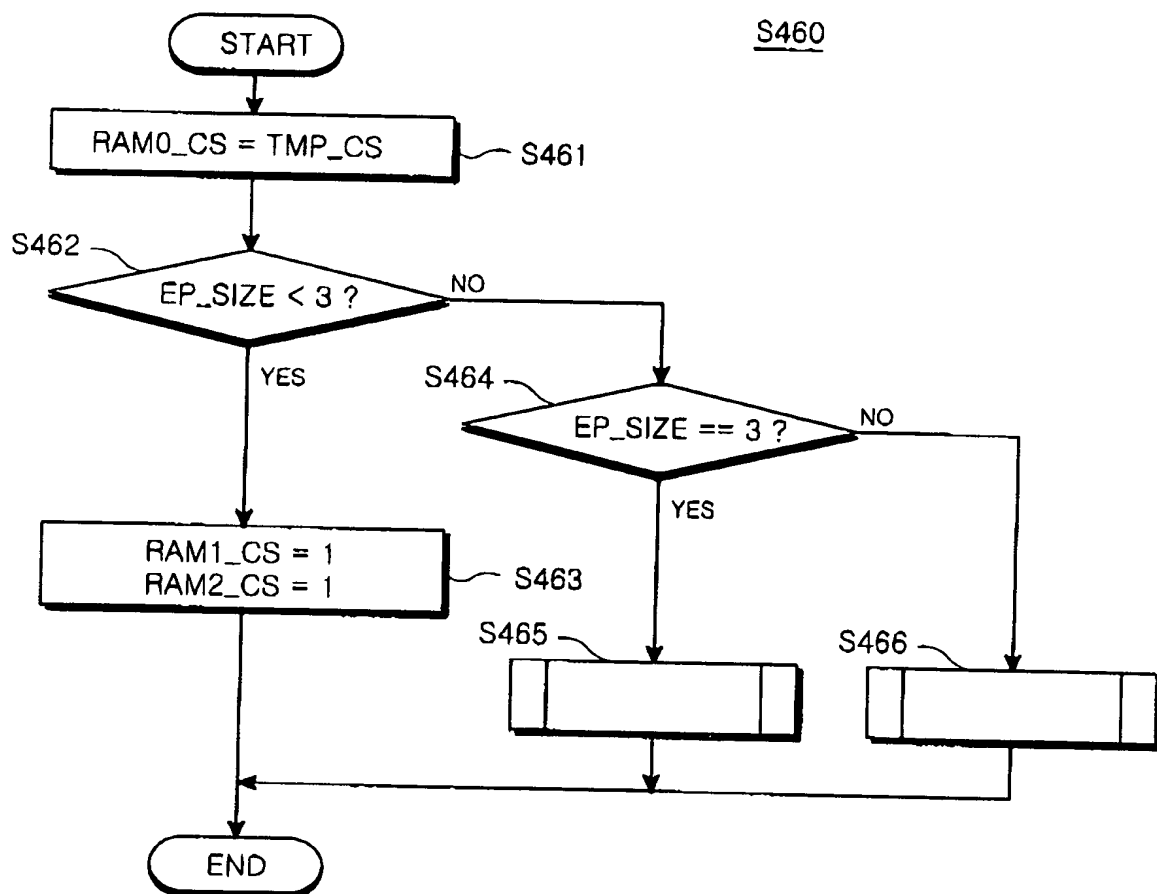 S460
START
RAM0_CS = TMP_CS
S461
S462
EP_SIZE < 3 ?
NO
YES
S464
EP_SIZE == 3 ?
NO
YES
RAM1_CS = 1
RAM2_CS = 1
S463
S465
S466
END